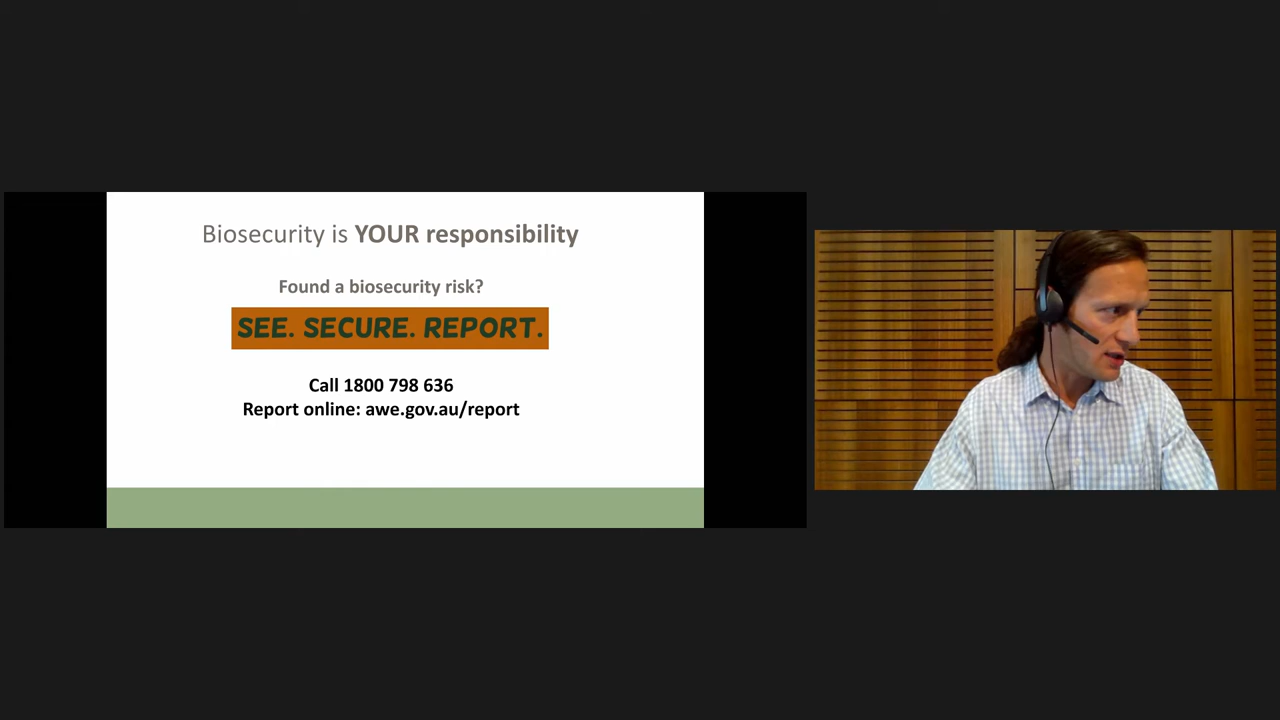 Biosecurity is YOUR responsibility
Found a biosecurity risk?
SEE. SECURE. REPORT.
Call 1800 798 636
Report online: awe.gov.au/report